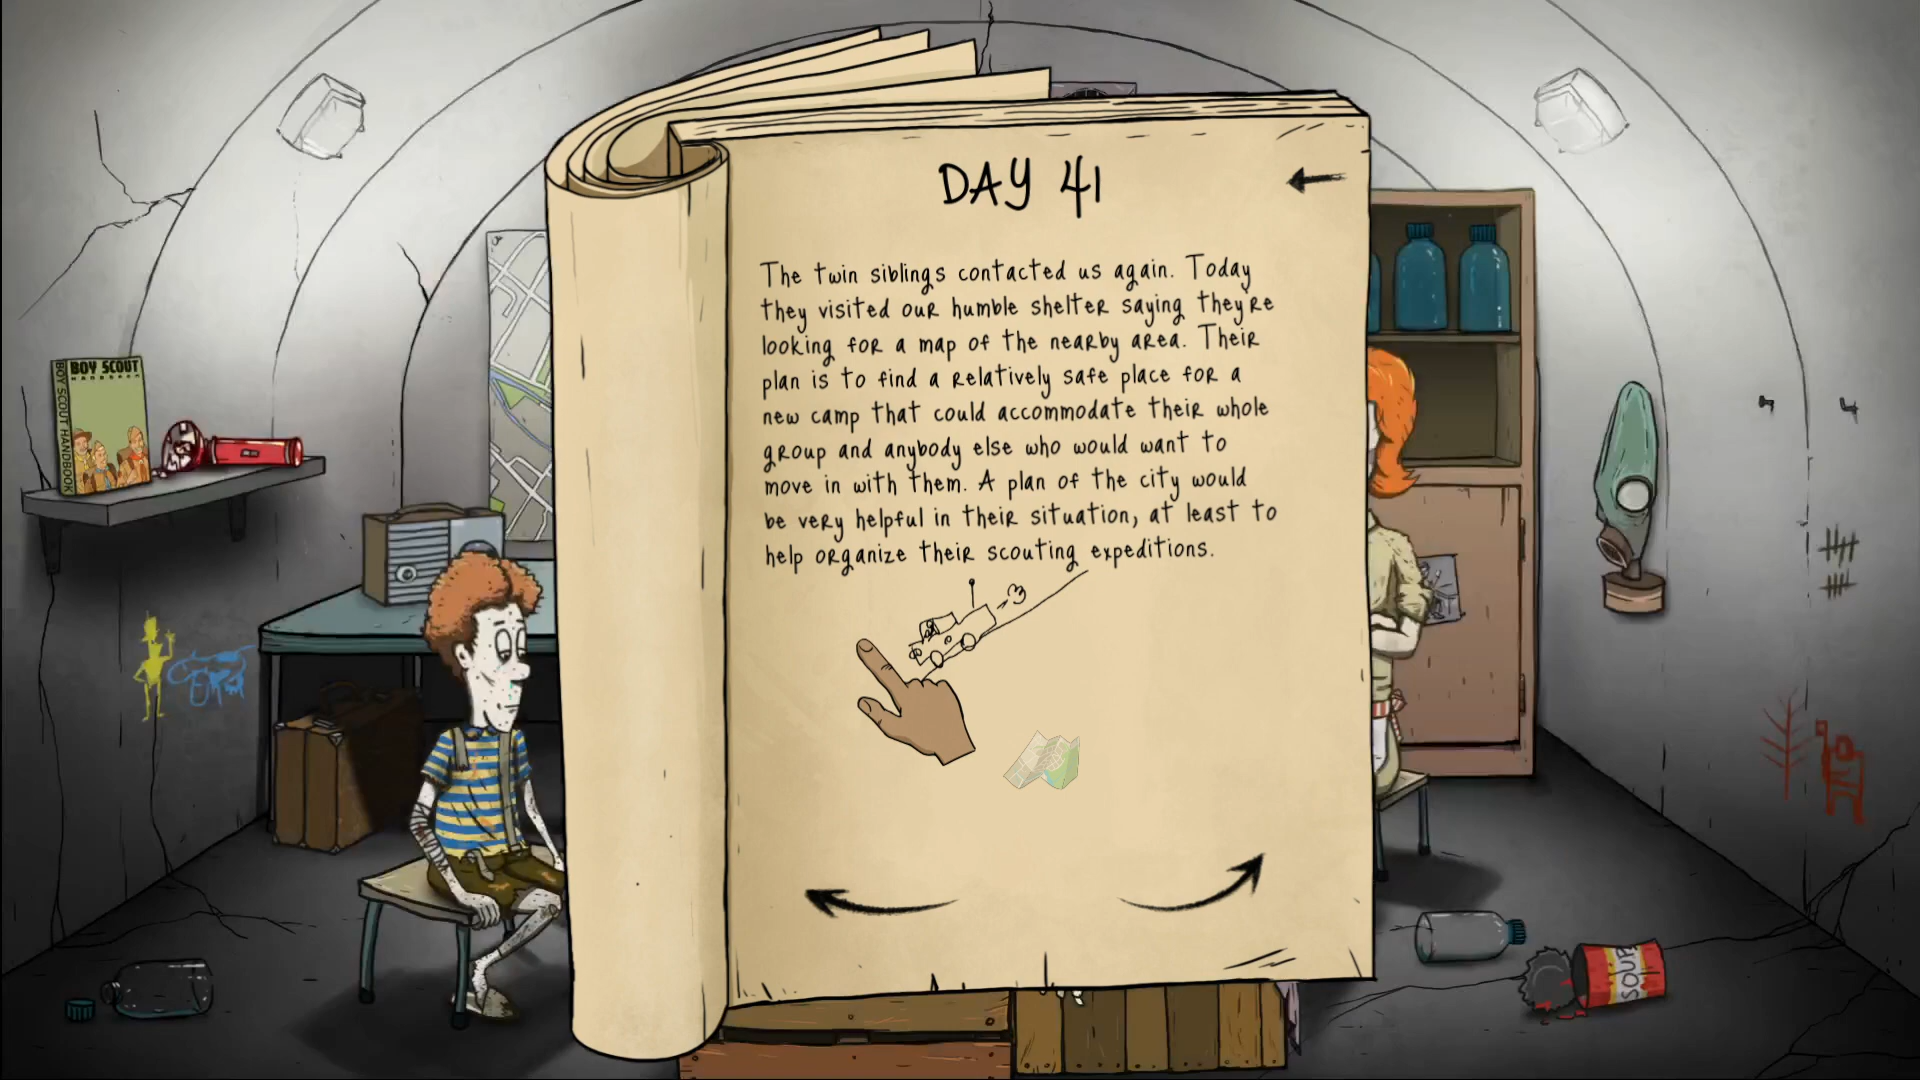 DAY 41
The twin siblings contacted us again. Today
they visited our humble shelter saying they're
looking for a map of the nearby area. Their
plan is to find a relatively safe place for a
new camp that could accommodate their whole
group and anybody else who would want to
move in with them. A plan of the city would
be very helpful in their situation, at least to
help organize their scouting expeditions.
BOY SCOUT
HANDBOOK
BOY SCOUT HANDBOOK
SOUP